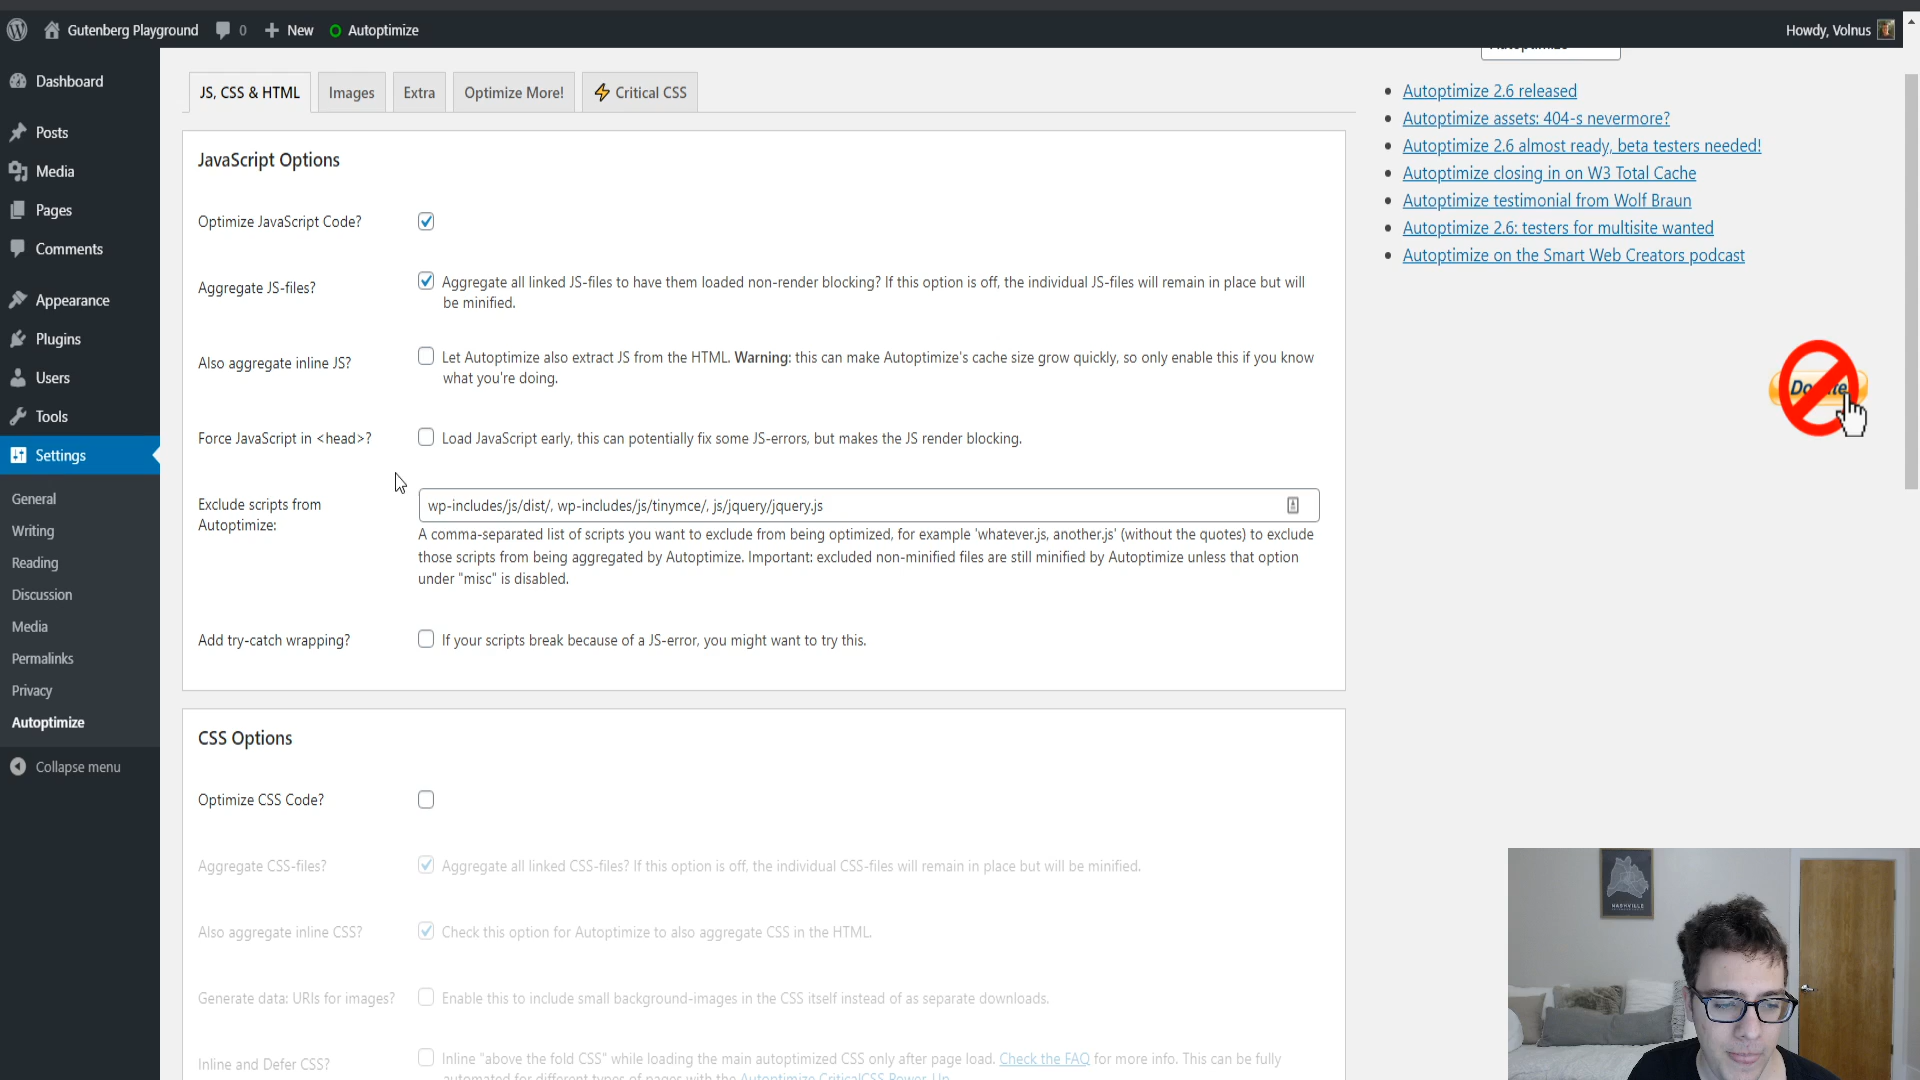 Gutenberg Playground
0
New
Autoptimize
Howdy, Volnus
Dashboard
Posts
Media
Pages
Comments
Appearance
Plugins
Users
Tools
Settings
General
Writing
Reading
Discussion
Media
Permalinks
Privacy
Autoptimize
Collapse menu
JS, CSS & HTML
Images
Extra
Optimize More!
Critical CSS
JavaScript Options
Optimize JavaScript Code?
Aggregate JS-files?
Aggregate all linked JS-files to have them loaded non-render blocking? If this option is off, the individual JS-files will remain in place but will
be minified.
Also aggregate inline JS?
Let Autoptimize also extract JS from the HTML. Warning: this can make Autoptimize's cache size grow quickly, so only enable this if you know
what you're doing.
Force JavaScript in <head>?
Load JavaScript early, this can potentially fix some JS-errors, but makes the JS render blocking.
Exclude scripts from
Autoptimize:
wp-includes/js/dist/, wp-includes/js/tinymce/, js/jquery/jquery.js
A comma-separated list of scripts you want to exclude from being optimized, for example 'whatever.js, another.js' (without the quotes) to exclude
those scripts from being aggregated by Autoptimize. Important: excluded non-minified files are still minified by Autoptimize unless that option
under "misc" is disabled.
Add try-catch wrapping?
If your scripts break because of a JS-error, you might want to try this.
CSS Options
Optimize CSS Code?
Aggregate CSS-files?
Aggregate all linked CSS-files? If this option is off, the individual CSS-files will remain in place but will be minified.
Also aggregate inline CSS?
Check this option for Autoptimize to also aggregate CSS in the HTML.
Generate data: URIs for images?
Enable this to include small background-images in the CSS itself instead of as separate downloads.
Inline and Defer CSS?
Inline "above the fold CSS" while loading the main autoptimized CSS only after page load. Check the FAQ for more info. This can be fully
automated for different types of pages with the Autoptimize CriticalCSS Power-Up.
Autoptimize 2.6 released
Autoptimize assets: 404-s nevermore?
Autoptimize 2.6 almost ready, beta testers needed!
Autoptimize closing in on W3 Total Cache
Autoptimize testimonial from Wolf Braun
Autoptimize 2.6: testers for multisite wanted
Autoptimize on the Smart Web Creators podcast
NASHVILLE